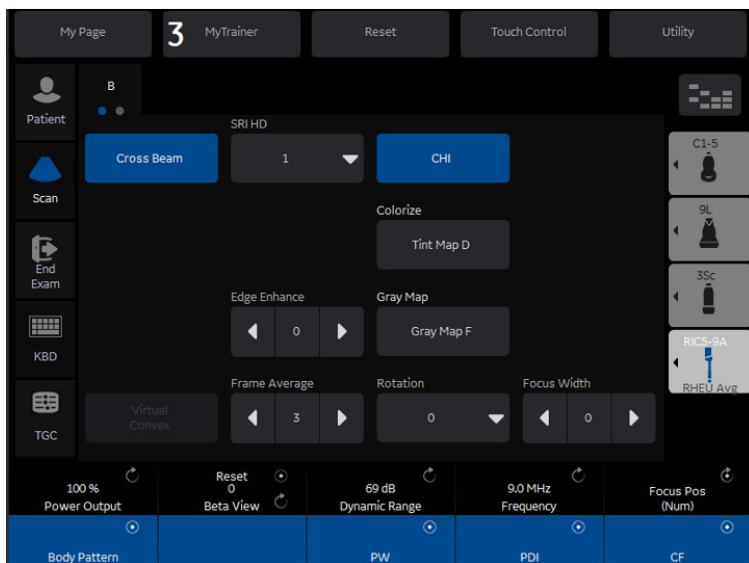 My Page
3 MyTrainer
Reset
Touch Control
Utility
Patient
B
SRI HD
C1-5
Cross Beam
1
CHI
Scan
Colorize
9L
Tint Map D
End
Exam
Edge Enhance
Gray Map
3Sc
0
Gray Map F
KBD
RIC5-9A
Frame Average
Rotation
Focus Width
RHEU Avg
Virtual
Convex
3
0
0
TGC
100 %
Power Output
Reset
0
Beta View
69 dB
Dynamic Range
9.0 MHz
Frequency
Focus Pos
(Num)
Body Pattern
PW
PDI
CF